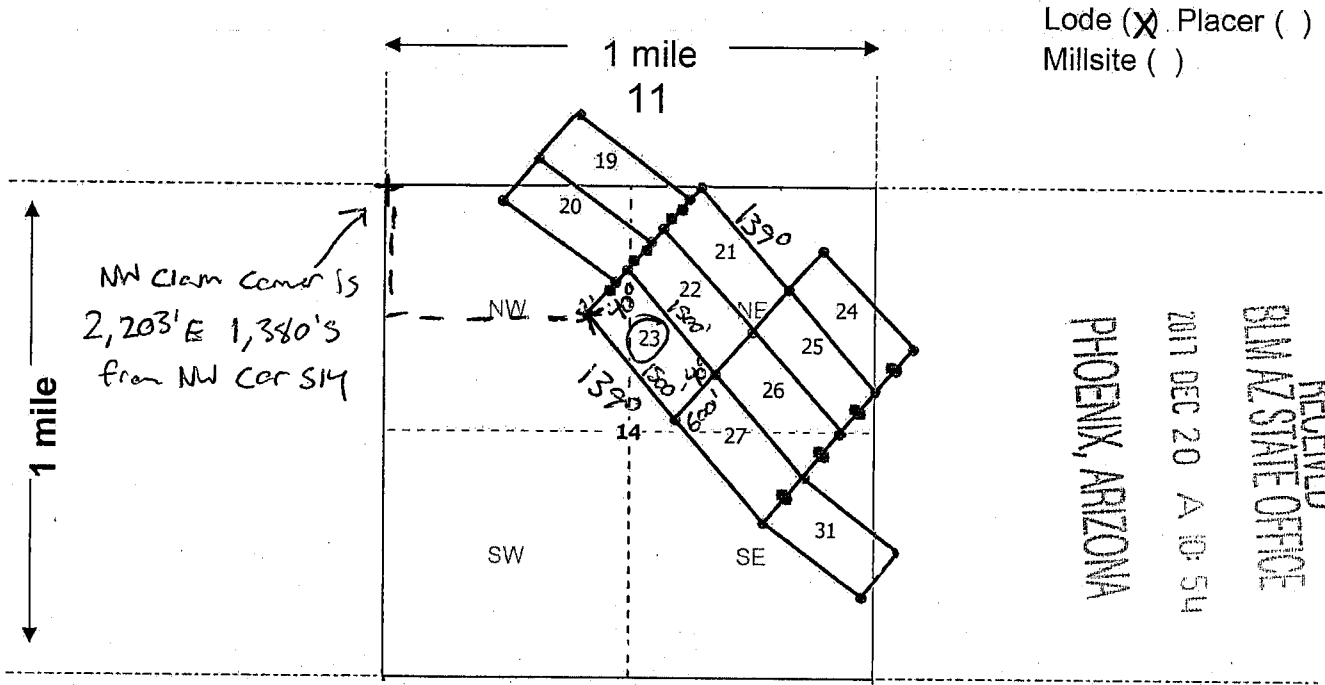 Lode (X) Placer ( )
Millsite ( )
1 mile
11
19
20
21
1390
22
1500'
23
1500
1390
600'
24
25
26
27
31
NW
NE
14
SW
SE
1 mile
NW Claim Corner is
2,203'E 1,380's
from NW Cor S14
RECEIVED
BLM AZ STATE OFFICE
2017 DEC 20 A 10:54
PHOENIX, ARIZONA